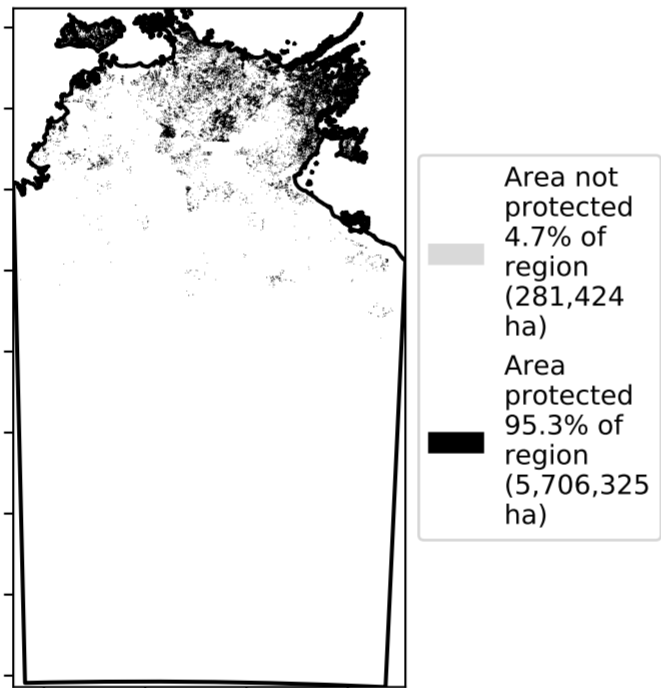 Area not
protected
4.7% of
region
(281,424
ha)
Area
protected
95.3% of
region
(5,706,325
ha)